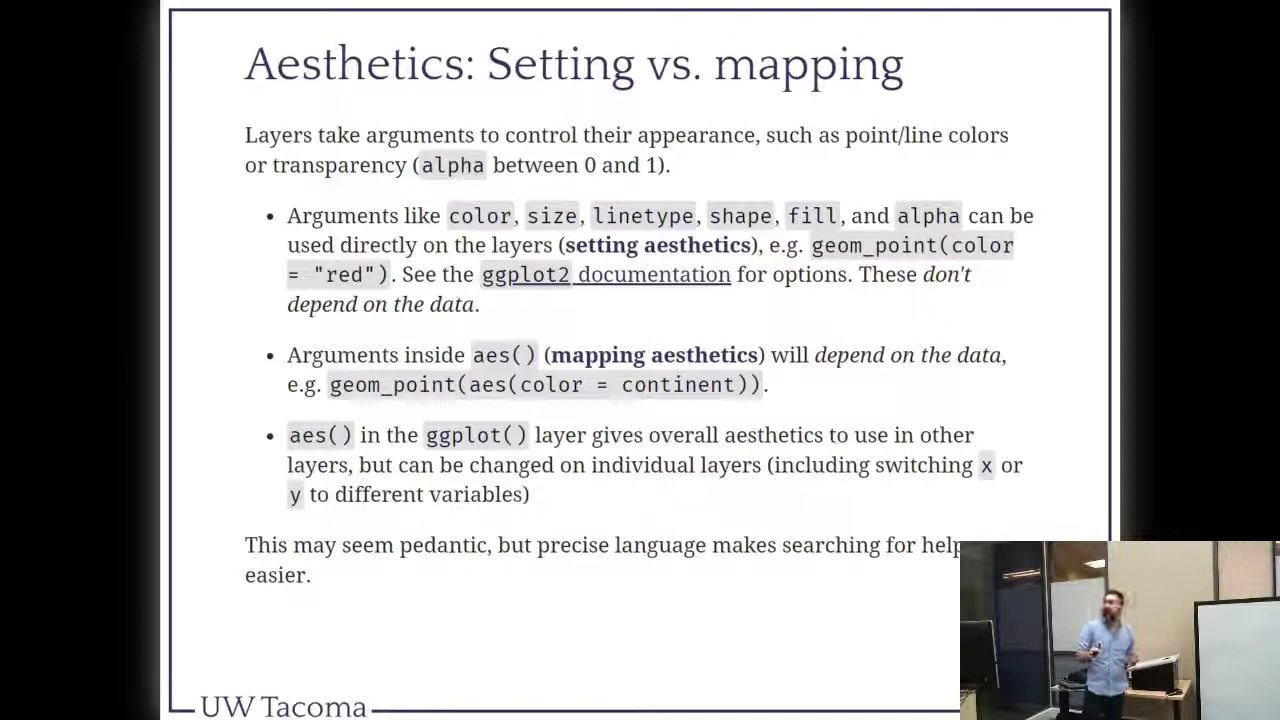 Aesthetics: Setting vs. mapping
Layers take arguments to control their appearance, such as point/line colors
or transparency (alpha between 0 and 1).
• Arguments like color, size, linetype, shape, fill, and alpha can be
used directly on the layers (setting aesthetics), e.g. geom_point(color
= "red"). See the ggplot2 documentation for options. These don't
depend on the data.
• Arguments inside aes() (mapping aesthetics) will depend on the data,
e.g. geom_point(aes(color = continent)).
• aes() in the ggplot() layer gives overall aesthetics to use in other
layers, but can be changed on individual layers (including switching x or
y to different variables)
This may seem pedantic, but precise language makes searching for help
easier.
UW Tacoma